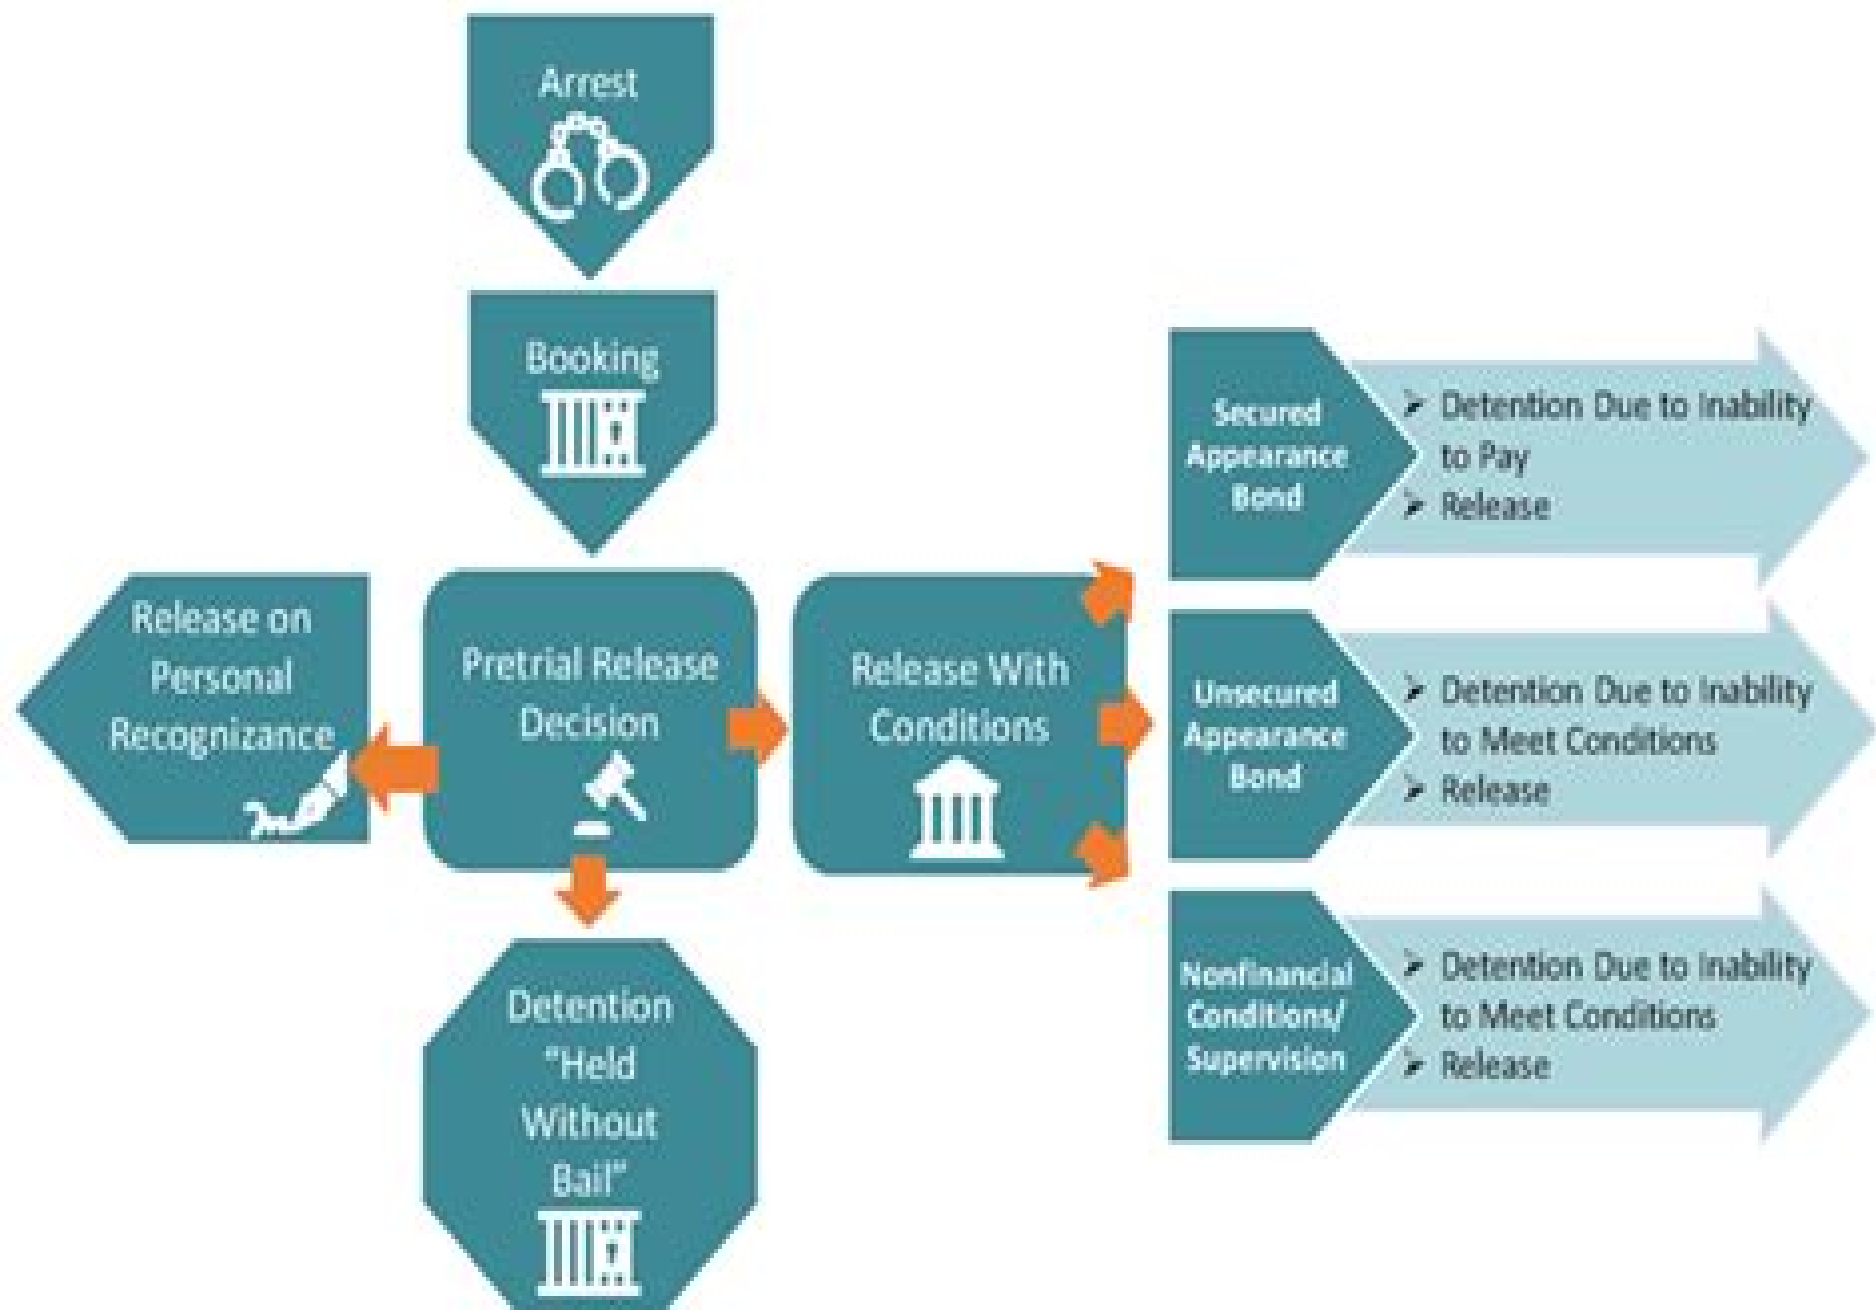 Arrest
Booking
Release on
Personal
Recognizance
Pretrial Release
Decision
Release With
Conditions
Detention
"Held
Without
Bail"
Secured
Appearance
Bond
➢ Detention Due to Inability
to Pay
➢ Release
Unsecured
Appearance
Bond
➢ Detention Due to Inability
to Meet Conditions
➢ Release
Nonfinancial
Conditions/
Supervision
➢ Detention Due to Inability
to Meet Conditions
➢ Release